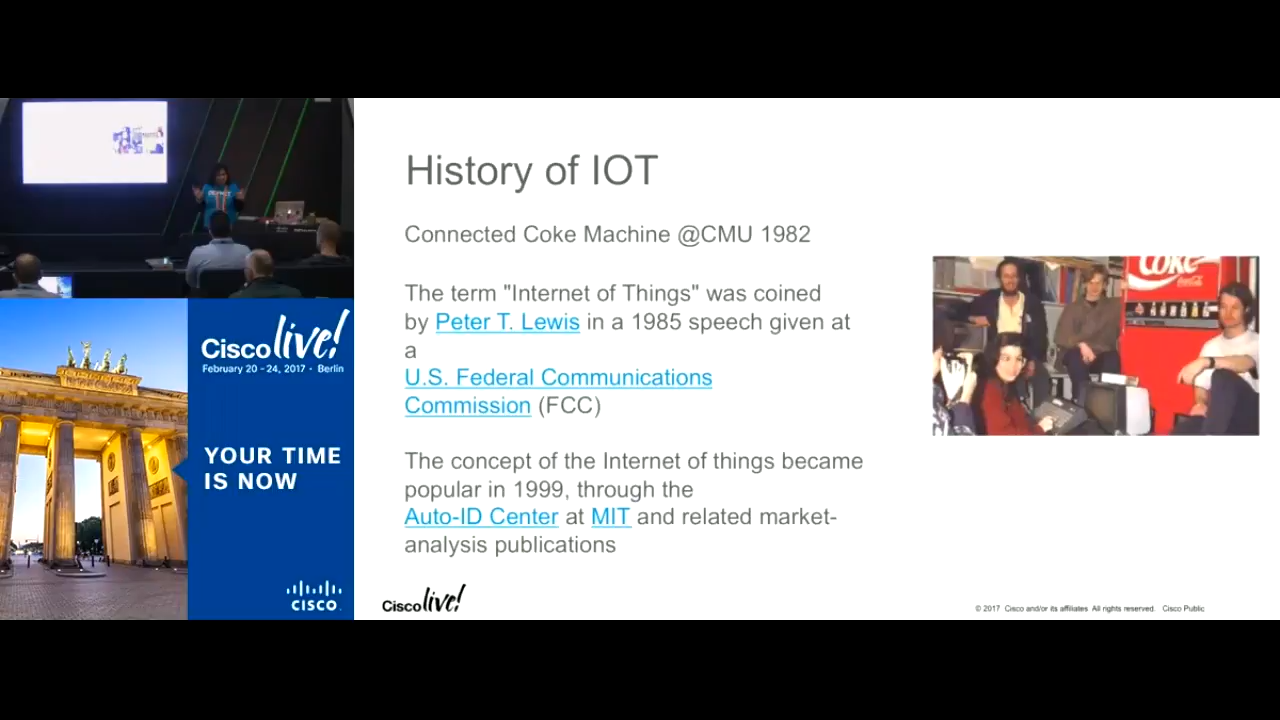 History of IOT
Connected Coke Machine @CMU 1982
The term "Internet of Things" was coined
by Peter T. Lewis in a 1985 speech given at
a
U.S. Federal Communications
Commission (FCC)
The concept of the Internet of things became
popular in 1999, through the
Auto-ID Center at MIT and related market-
analysis publications
COKE
Cisco live!
February 20 - 24, 2017 • Berlin
YOUR TIME
IS NOW
CISCO.
Cisco live!
© 2017 Cisco and/or its affiliates All rights reserved. Cisco Public